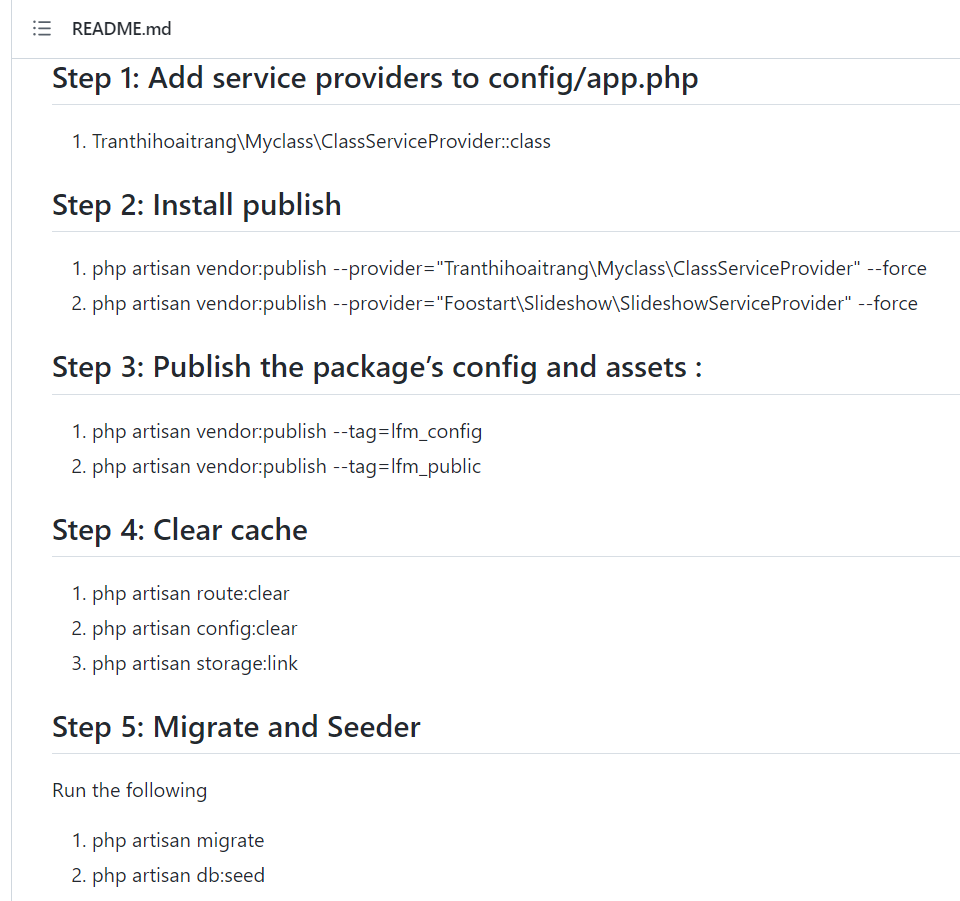 README.md
Step 1: Add service providers to config/app.php
1. Tranthihoaitrang\Myclass\ClassServiceProvider::class
Step 2: Install publish
1. php artisan vendor:publish --provider="Tranthihoaitrang\Myclass\ClassServiceProvider" --force
2. php artisan vendor:publish --provider="Foostart\Slideshow\SlideshowServiceProvider" --force
Step 3: Publish the package’s config and assets :
1. php artisan vendor:publish --tag=lfm_config
2. php artisan vendor:publish --tag=lfm_public
Step 4: Clear cache
1. php artisan route:clear
2. php artisan config:clear
3. php artisan storage:link
Step 5: Migrate and Seeder
Run the following
1. php artisan migrate
2. php artisan db:seed